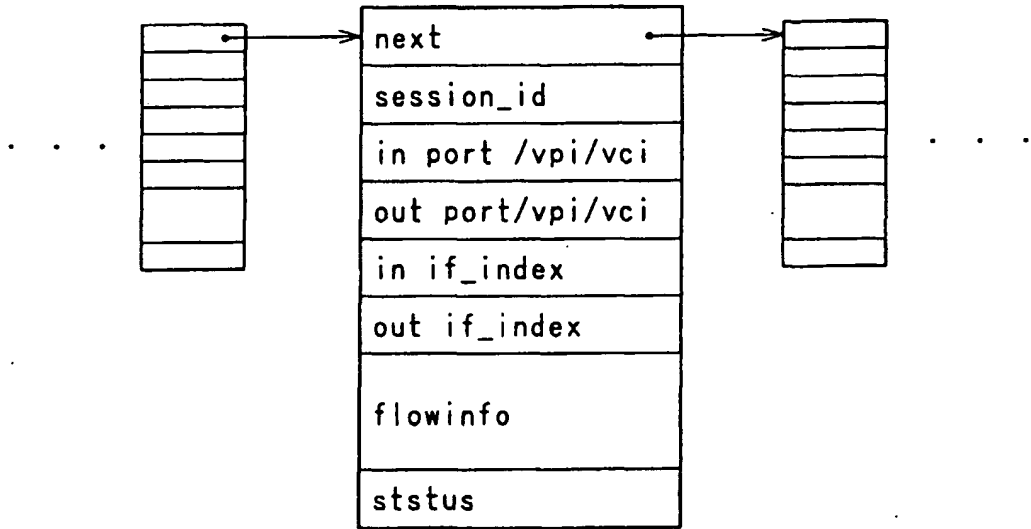 next
session_id
in port /vpi/vci
out port/vpi/vci
in if_index
out if_index
flowinfo
ststus